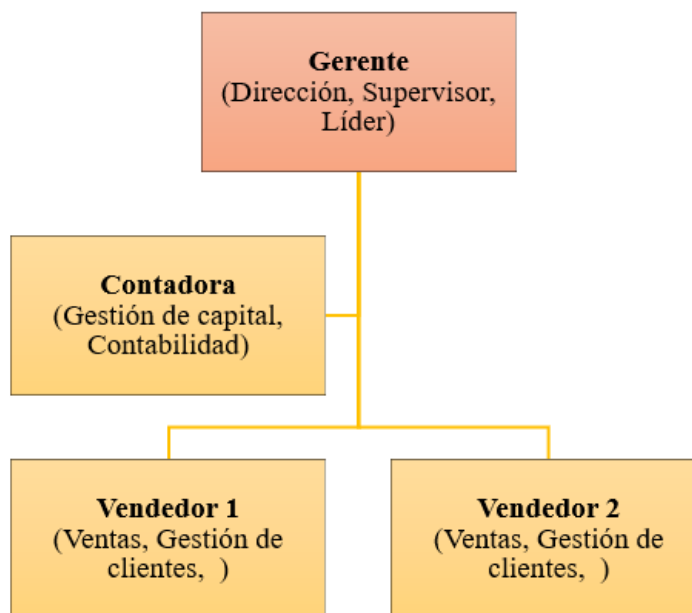 Gerente
(Dirección, Supervisor,
Líder)
Contadora
(Gestión de capital,
Contabilidad)
Vendedor 1
(Ventas, Gestión de
clientes,  )
Vendedor 2
(Ventas, Gestión de
clientes,  )